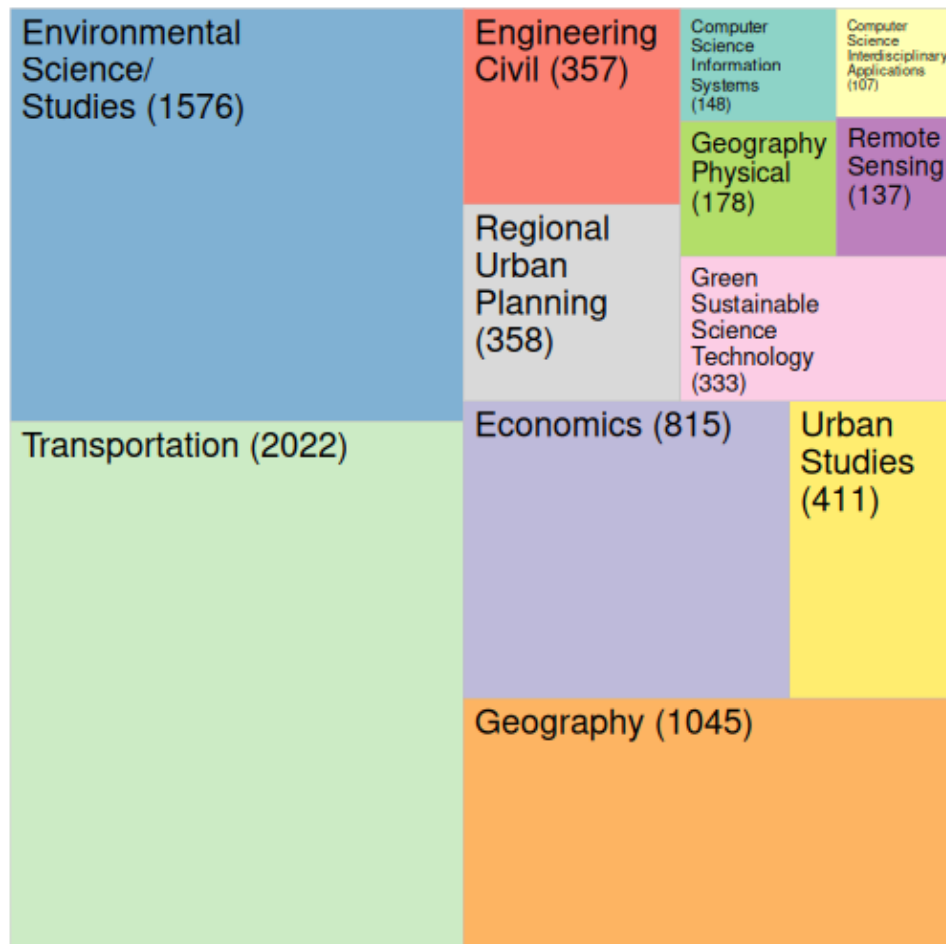 Environmental
Science/
Studies (1576)
Engineering
Civil (357)
Computer
Science
Information
Systems
(148)
Computer
Science
Interdisciplinary
Applications
(107)
Geography
Physical
(178)
Remote
Sensing
(137)
Regional
Urban
Planning
(358)
Green
Sustainable
Science
Technology
(333)
Transportation (2022)
Economics (815)
Urban
Studies
(411)
Geography (1045)